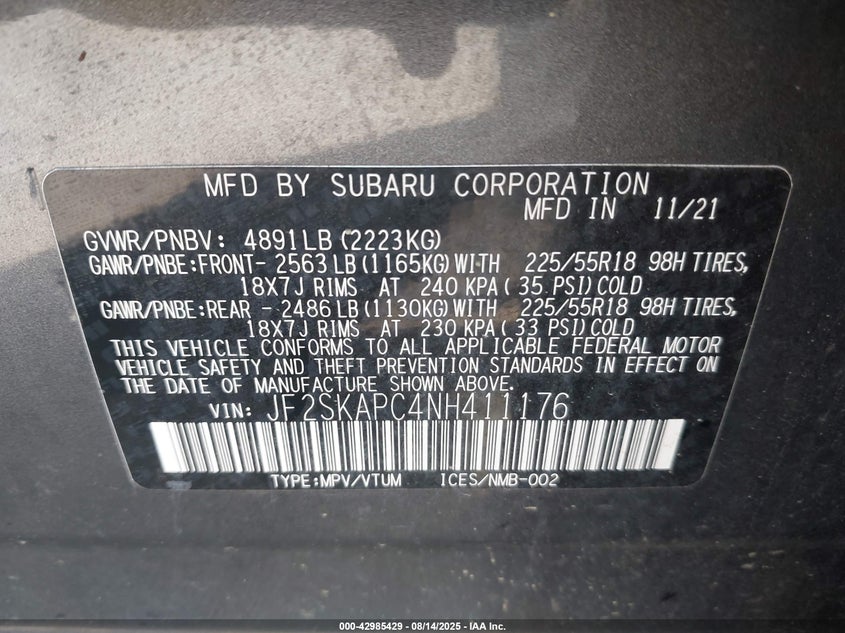 MFD BY SUBARU CORPORATION
MFD IN 11/21
GVWR/PNBV: 4891LB (2223KG)
GAWR/PNBE:FRONT- 2563 LB (1165KG) WITH 225/55R18 98H TIRES,
18X7J RIMS AT 240 KPA ( 35 PSI) COLD
GAWR/PNBE:REAR - 2486 LB (1130KG) WITH 225/55R18 98H TIRES,
18X7J RIMS AT 230 KPA ( 33 PSI) COLD
THIS VEHICLE CONFORMS TO ALL APPLICABLE FEDERAL MOTOR
VEHICLE SAFETY AND THEFT PREVENTION STANDARDS IN EFFECT ON
THE DATE OF MANUFACTURE SHOWN ABOVE.
VIN: JF2SKAPC4NH411176
TYPE:MPV/VTUM ICES/NMB-002
000-42985429 - 08/14/2025 - IAA Inc.